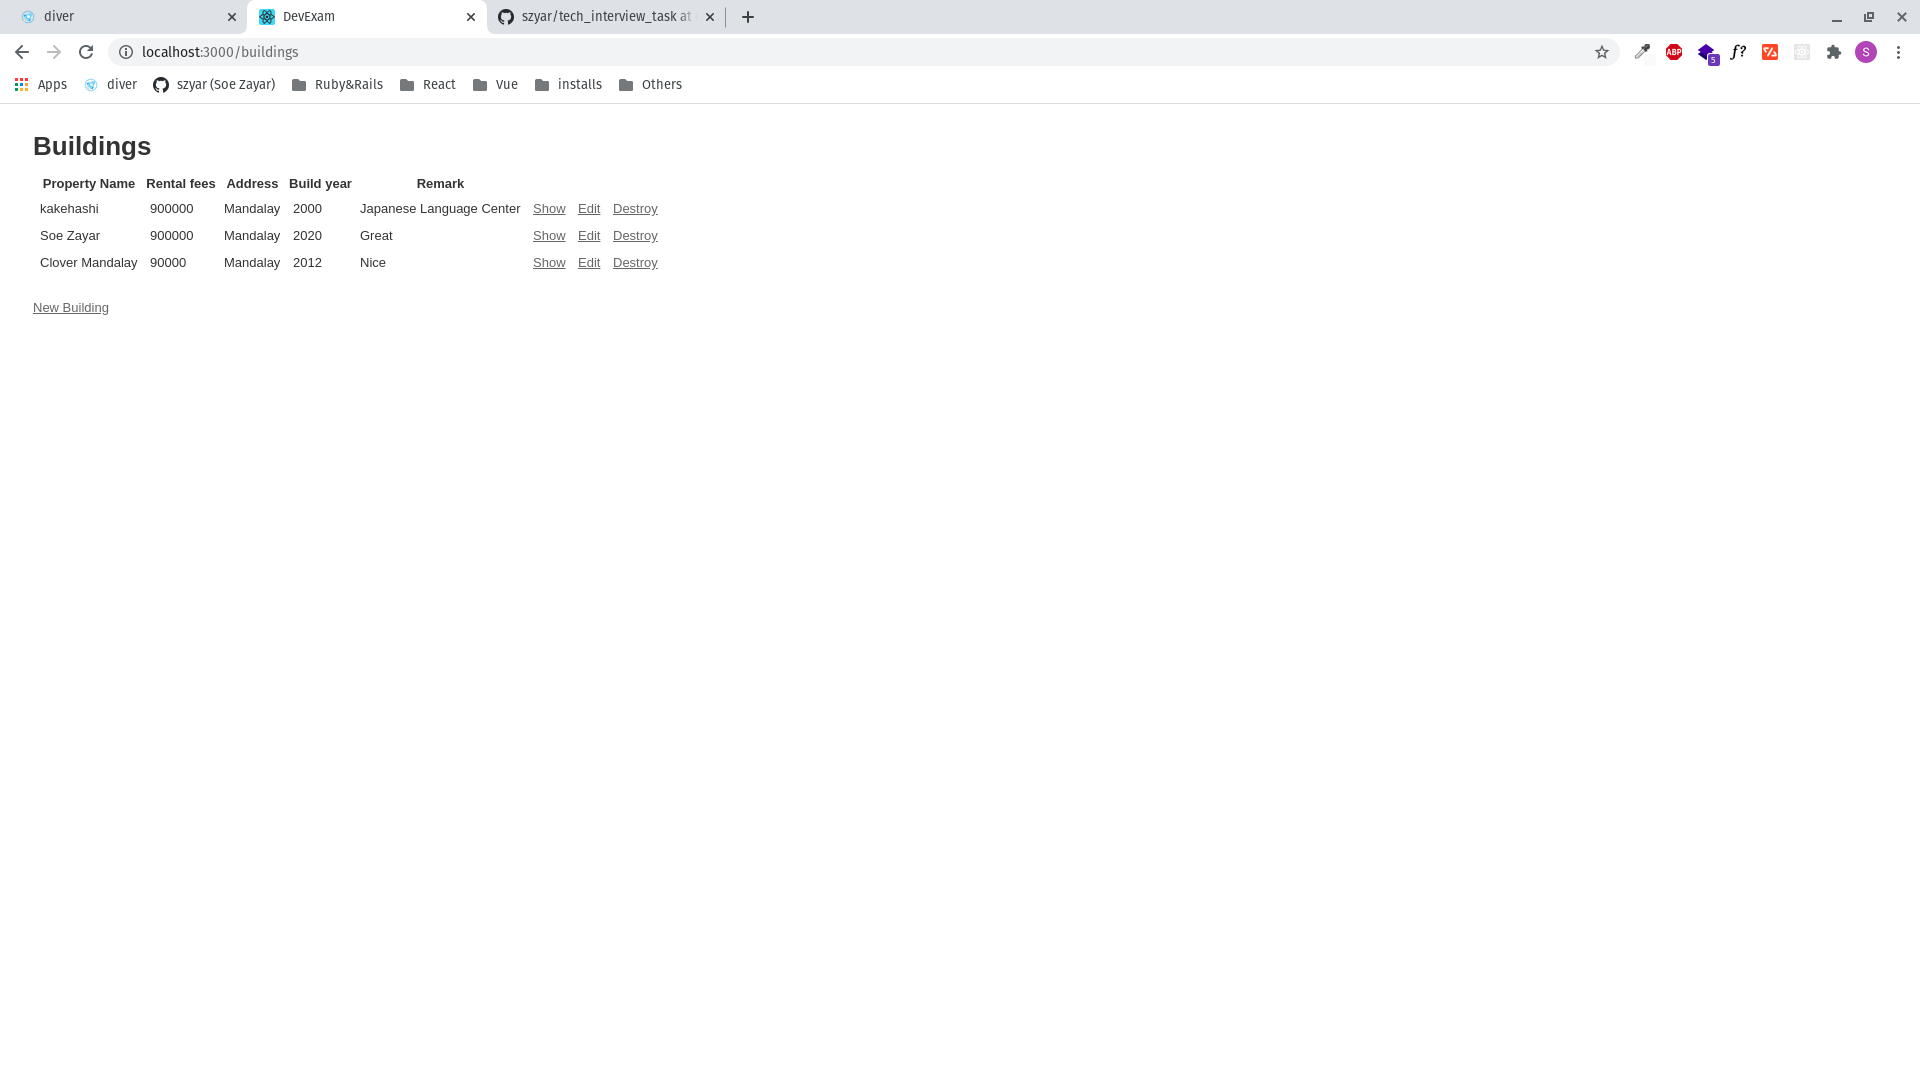 diver
DevExam
szyar/tech_interview_task at
localhost:3000/buildings
ABP
5
f?
S
Apps
diver
szyar (Soe Zayar)
Ruby&Rails
React
Vue
installs
Others
Buildings
Property Name Rental fees Address Build year Remark
kakehashi 900000 Mandalay 2000 Japanese Language Center Show Edit Destroy
Soe Zayar 900000 Mandalay 2020 Great Show Edit Destroy
Clover Mandalay 90000 Mandalay 2012 Nice Show Edit Destroy
New Building